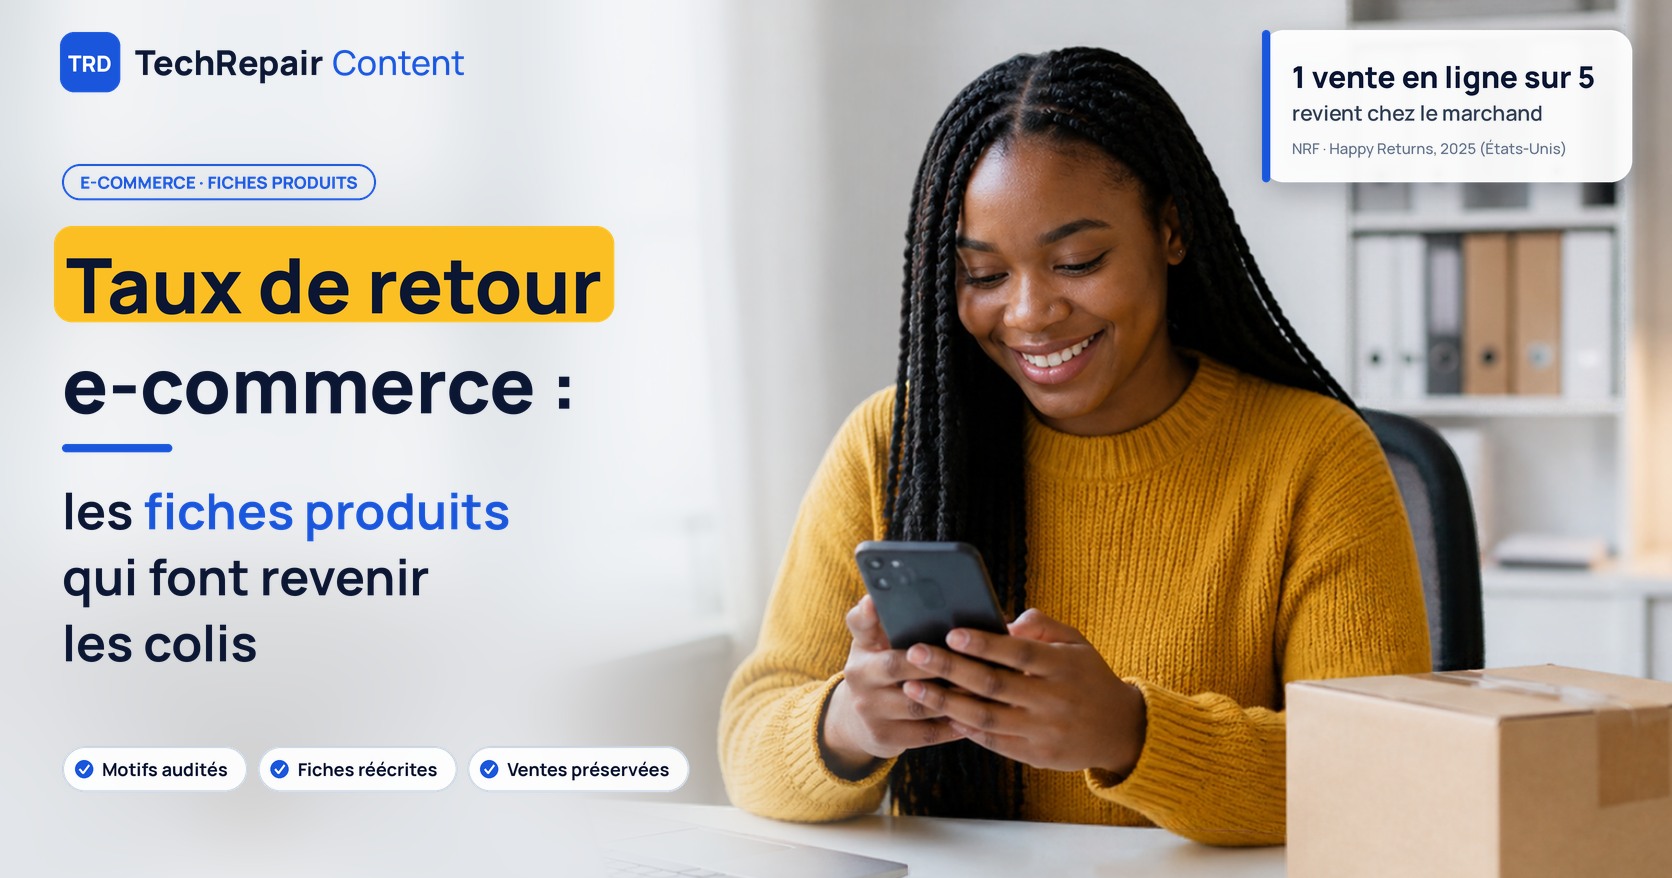 TRD TechRepair Content
E-COMMERCE · FICHES PRODUITS
Taux de retour
e-commerce :
les fiches produits
qui font revenir
les colis
Motifs audités
Fiches réécrites
Ventes préservées
1 vente en ligne sur 5
revient chez le marchand
NRF · Happy Returns, 2025 (États-Unis)